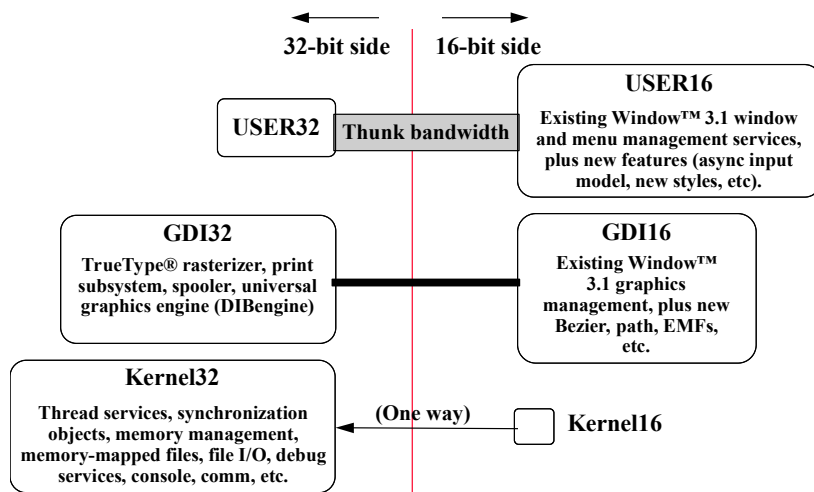 32-bit side
16-bit side
USER32
Thunk bandwidth
USER16
Existing Window™ 3.1 window
and menu management services,
plus new features (async input
model, new styles, etc).
GDI32
TrueType® rasterizer, print
subsystem, spooler, universal
graphics engine (DIBengine)
GDI16
Existing Window™
3.1 graphics
management, plus new
Bezier, path, EMFs,
etc.
Kernel32
Thread services, synchronization
objects, memory management,
memory-mapped files, file I/O, debug
services, console, comm, etc.
(One way)
Kernel16